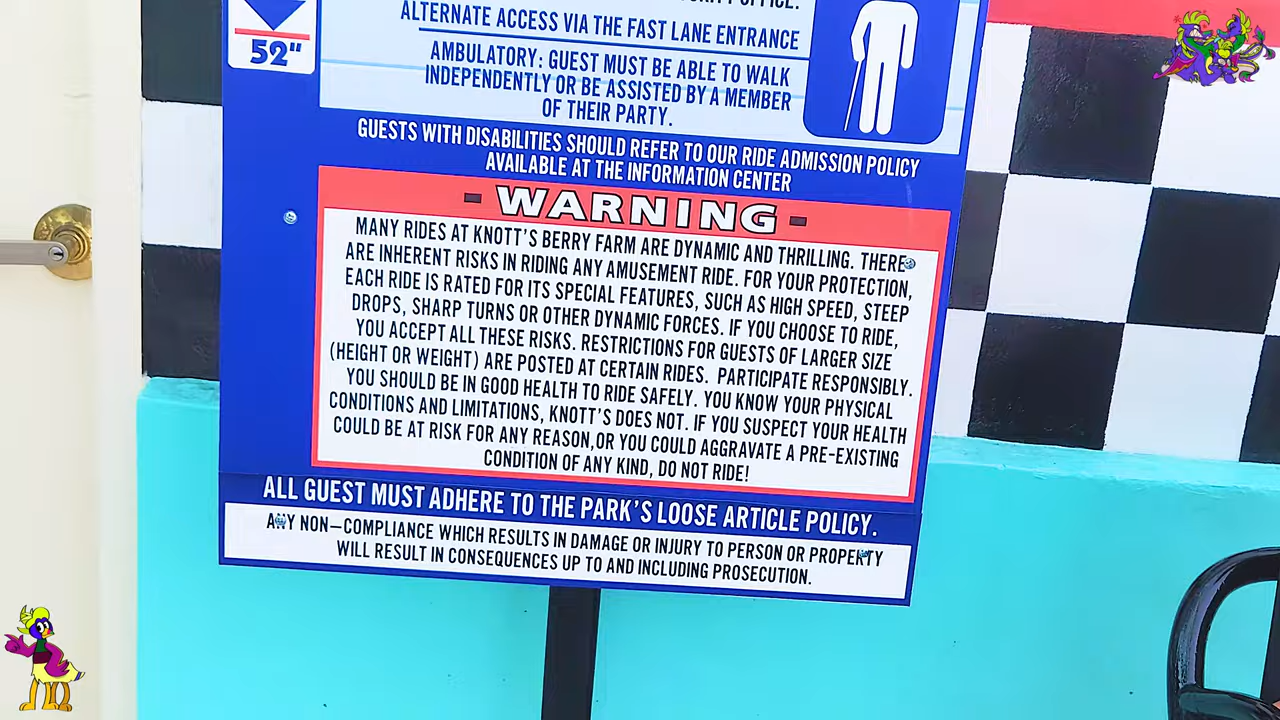 OFFICE.
ALTERNATE ACCESS VIA THE FAST LANE ENTRANCE
52"
AMBULATORY: GUEST MUST BE ABLE TO WALK
INDEPENDENTLY OR BE ASSISTED BY A MEMBER
OF THEIR PARTY.
GUESTS WITH DISABILITIES SHOULD REFER TO OUR RIDE ADMISSION POLICY
AVAILABLE AT THE INFORMATION CENTER
- WARNING -
MANY RIDES AT KNOTT'S BERRY FARM ARE DYNAMIC AND THRILLING. THERE
ARE INHERENT RISKS IN RIDING ANY AMUSEMENT RIDE. FOR YOUR PROTECTION,
EACH RIDE IS RATED FOR ITS SPECIAL FEATURES, SUCH AS HIGH SPEED, STEEP
DROPS, SHARP TURNS OR OTHER DYNAMIC FORCES. IF YOU CHOOSE TO RIDE,
YOU ACCEPT ALL THESE RISKS. RESTRICTIONS FOR GUESTS OF LARGER SIZE
(HEIGHT OR WEIGHT) ARE POSTED AT CERTAIN RIDES. PARTICIPATE RESPONSIBLY.
YOU SHOULD BE IN GOOD HEALTH TO RIDE SAFELY. YOU KNOW YOUR PHYSICAL
CONDITIONS AND LIMITATIONS, KNOTT'S DOES NOT. IF YOU SUSPECT YOUR HEALTH
COULD BE AT RISK FOR ANY REASON,OR YOU COULD AGGRAVATE A PRE-EXISTING
CONDITION OF ANY KIND, DO NOT RIDE!
ALL GUEST MUST ADHERE TO THE PARK'S LOOSE ARTICLE POLICY.
ANY NON–COMPLIANCE WHICH RESULTS IN DAMAGE OR INJURY TO PERSON OR PROPERTY
WILL RESULT IN CONSEQUENCES UP TO AND INCLUDING PROSECUTION.